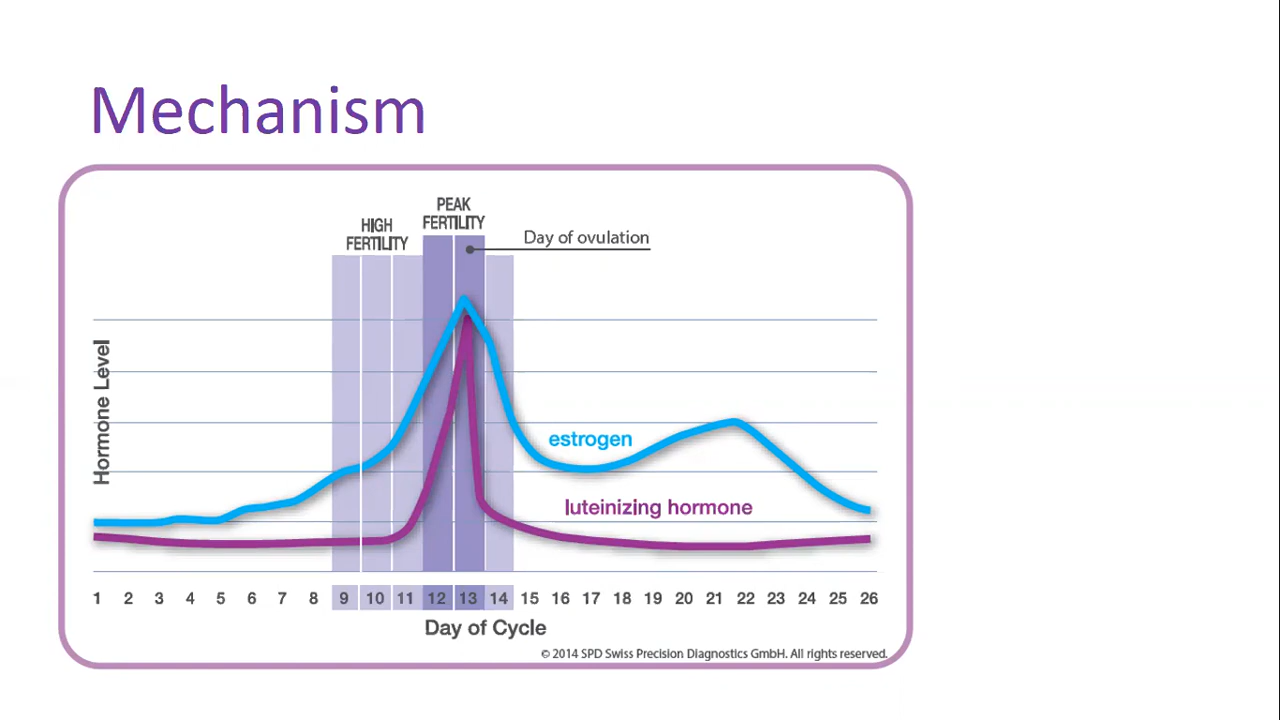 Mechanism
PEAK
FERTILITY
HIGH
FERTILITY
Day of ovulation
Hormone Level
estrogen
luteinizing hormone
1 2 3 4 5 6 7 8 9 10 11 12 13 14 15 16 17 18 19 20 21 22 23 24 25 26
Day of Cycle
© 2014 SPD Swiss Precision Diagnostics GmbH. All rights reserved.